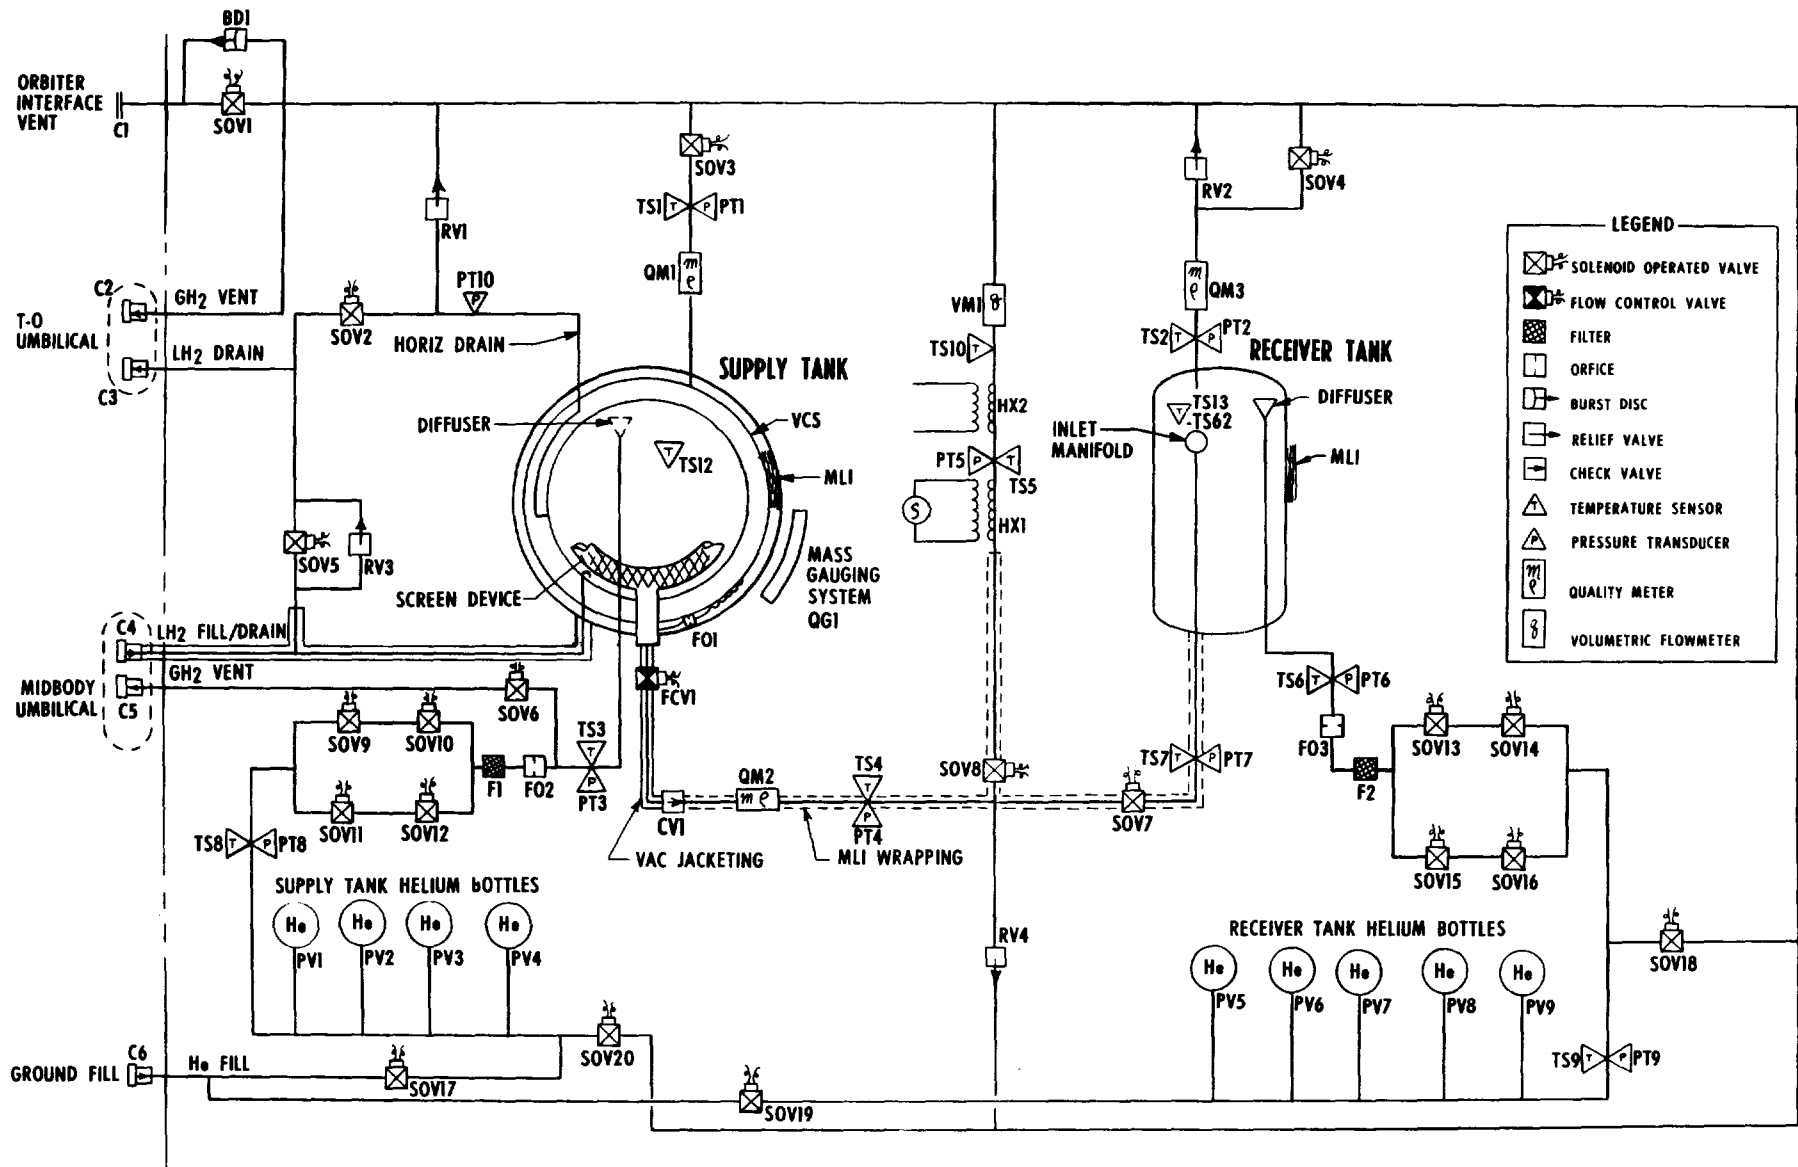 BD1
ORBITER
INTERFACE
VENT
C1
SOV1
SOV3
TS1 T P PT1
RV1
RV2
SOV4
QM1 m ρ
PT10
P
C2
GH2 VENT
T-O
UMBILICAL
SOV2
HORIZ DRAIN
LH2 DRAIN
C3
VM1 q
m ρ QM3
TS10 T
TS2 T P PT2
SUPPLY TANK
RECEIVER TANK
DIFFUSER
VCS
HX2
T TS13
-TS62
DIFFUSER
INLET
MANIFOLD
T TS12
MLI
PT5 P T
TS5
MLI
S
HX1
SOV5
RV3
MASS
GAUGING
SYSTEM
QG1
SCREEN DEVICE
FO1
C4
LH2 FILL/DRAIN
GH2 VENT
MIDBODY
UMBILICAL
C5
SOV6
FCV1
SOV9
SOV10
TS3
T
P
PT3
F1
FO2
SOV11
SOV12
TS8 T P PT8
QM2
m ρ
TS4
T
P
PT4
CV1
VAC JACKETING
MLI WRAPPING
SOV8
SOV7
TS7 T P PT7
TS6 T P PT6
FO3
F2
SOV13
SOV14
SOV15
SOV16
SUPPLY TANK HELIUM bOTTLES
He
He
He
He
PV1
PV2
PV3
PV4
RV4
RECEIVER TANK HELIUM BOTTLES
He
He
He
He
He
PV5
PV6
PV7
PV8
PV9
SOV18
TS9 T P PT9
SOV20
C6
GROUND FILL
He FILL
SOV17
SOV19
LEGEND
SOLENOID OPERATED VALVE
FLOW CONTROL VALVE
FILTER
ORFICE
BURST DISC
RELIEF VALVE
CHECK VALVE
T TEMPERATURE SENSOR
P PRESSURE TRANSDUCER
m ρ QUALITY METER
q VOLUMETRIC FLOWMETER